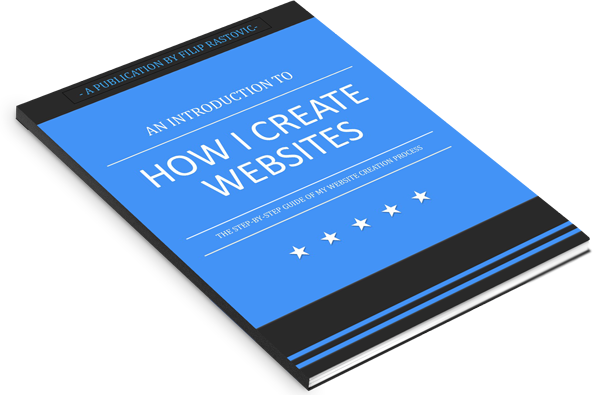 - A PUBLICATION BY FILIP RASTOVIC-
AN INTRODUCTION TO
HOW I CREATE
WEBSITES
THE STEP-BY-STEP GUIDE OF MY WEBSITE CREATION PROCESS